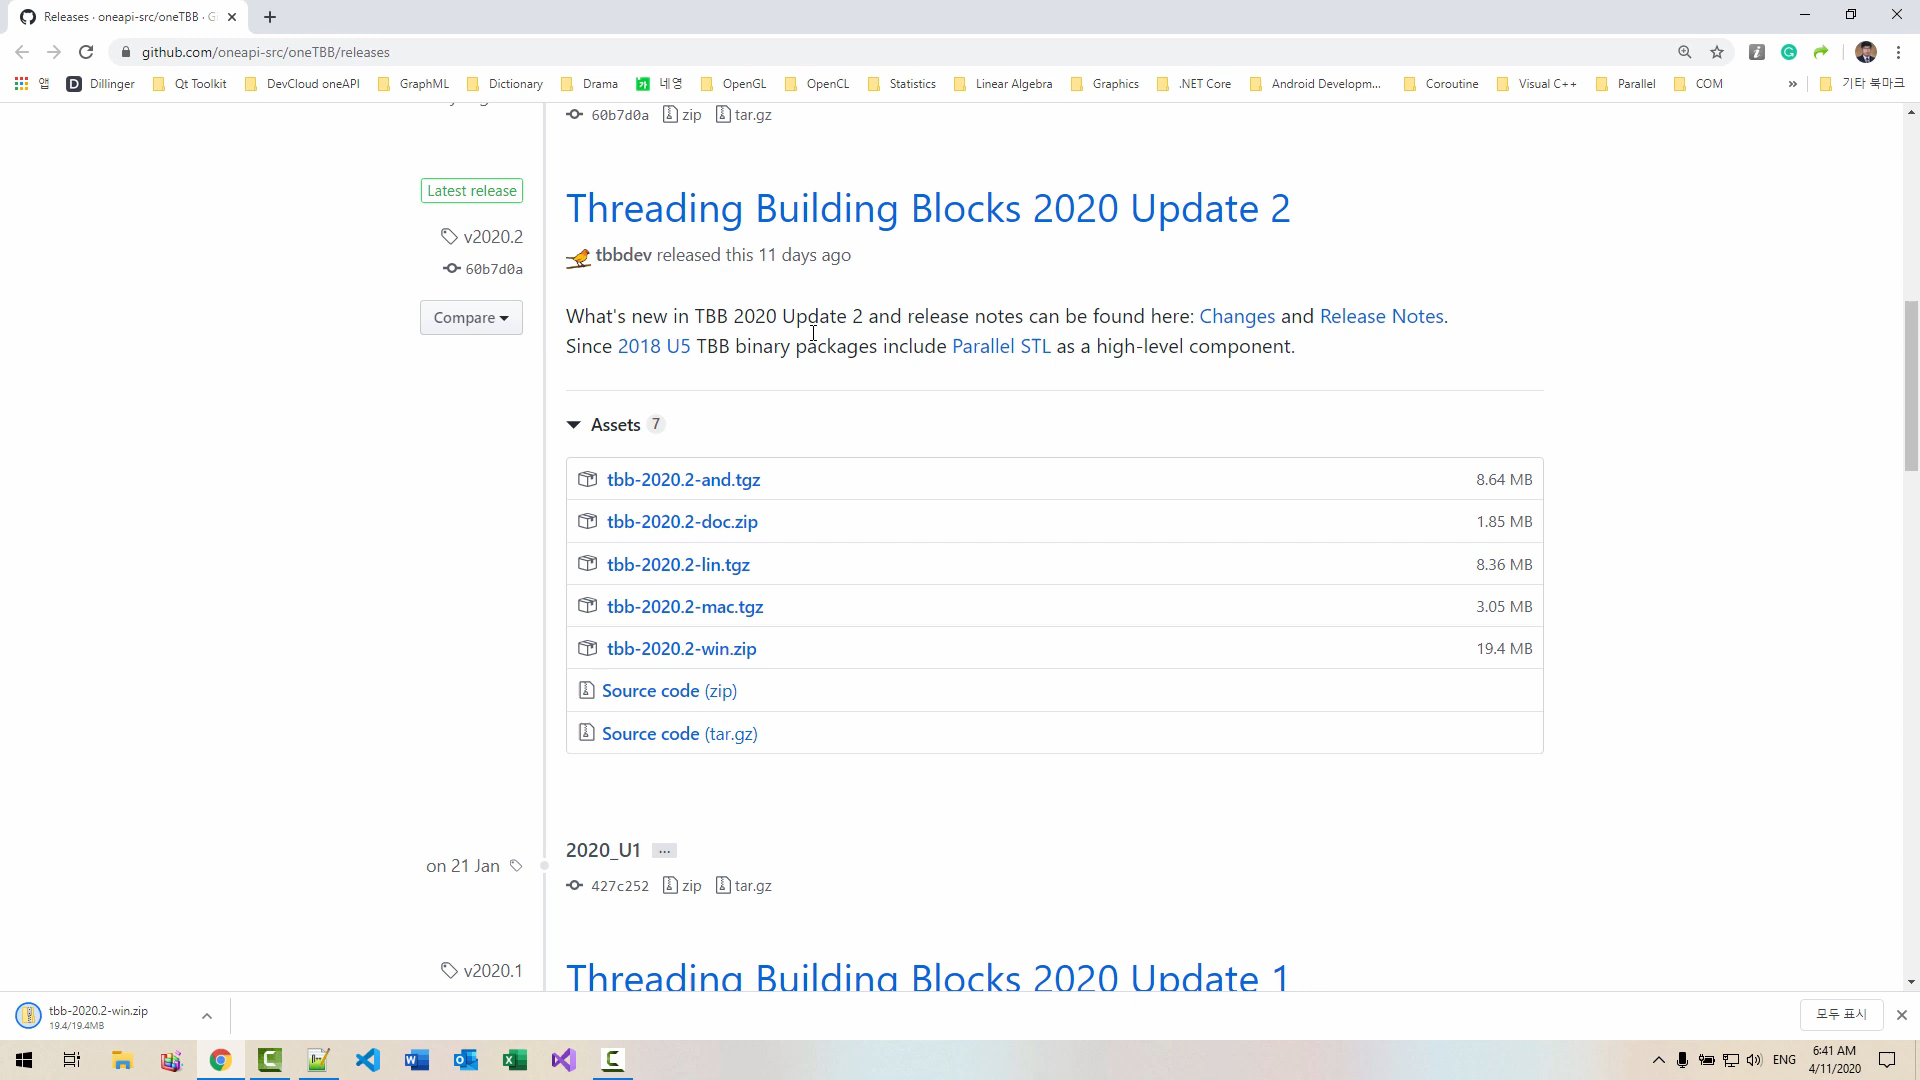 Releases · oneapi-src/oneTBB · G
github.com/oneapi-src/oneTBB/releases
앱
Dillinger
Qt Toolkit
DevCloud oneAPI
GraphML
Dictionary
Drama
네영
OpenGL
OpenCL
Statistics
Linear Algebra
Graphics
.NET Core
Android Developm...
Coroutine
Visual C++
Parallel
COM
»
기타 북마크
60b7d0a zip tar.gz
Latest release
v2020.2
60b7d0a
Compare
Threading Building Blocks 2020 Update 2
tbbdev released this 11 days ago
What's new in TBB 2020 Update 2 and release notes can be found here: Changes and Release Notes.
Since 2018 U5 TBB binary packages include Parallel STL as a high-level component.
Assets 7
tbb-2020.2-and.tgz 8.64 MB
tbb-2020.2-doc.zip 1.85 MB
tbb-2020.2-lin.tgz 8.36 MB
tbb-2020.2-mac.tgz 3.05 MB
tbb-2020.2-win.zip 19.4 MB
Source code (zip)
Source code (tar.gz)
on 21 Jan
2020_U1 ...
427c252 zip tar.gz
v2020.1
Threading Building Blocks 2020 Update 1
tbb-2020.2-win.zip
19.4/19.4MB
모두 표시
ENG
6:41 AM
4/11/2020